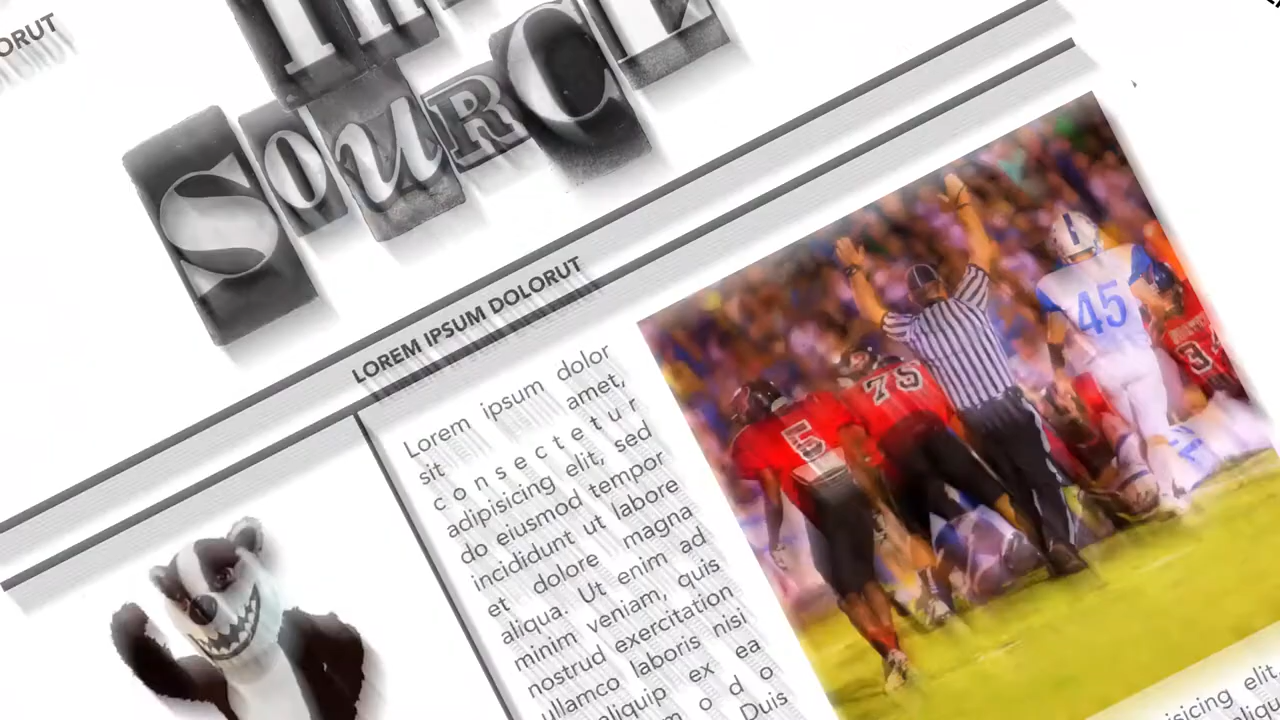 ORUT
SOURCE
LOREM IPSUM DOLORUT
Lorem ipsum dolor
sit amet,
consectetur
adipisicing elit, sed
do eiusmod tempor
incididunt ut labore
et dolore magna
aliqua. Ut enim ad
minim veniam, quis
nostrud exercitation
ullamco laboris nisi
aliquip ex ea
Duis
5
75
45
3
isicing elit,